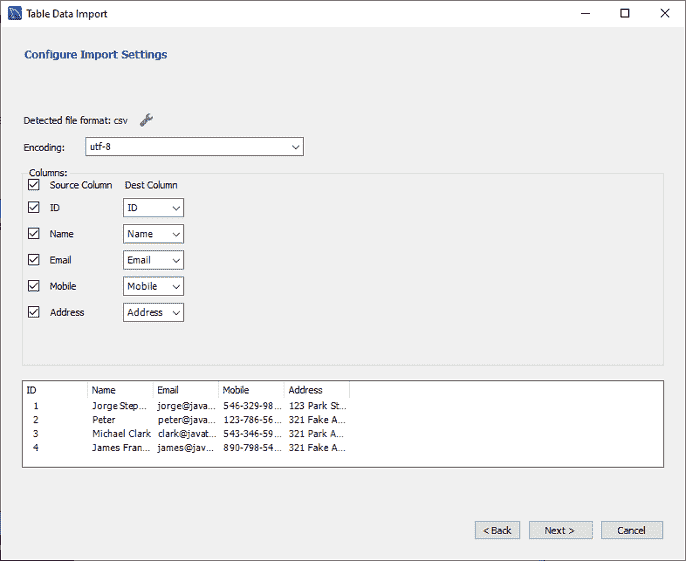 Table Data Import
Configure Import Settings
Detected file format: csv
Encoding: utf-8
Columns:
Source Column Dest Column
ID ID
Name Name
Email Email
Mobile Mobile
Address Address
ID Name Email Mobile Address
1 Jorge Step... jorge@java... 546-329-98... 123 Park St...
2 Peter peter@java... 123-786-56... 321 Fake A...
3 Michael Clark clark@javat... 543-346-59... 321 Park A...
4 James Fran... james@jav... 890-798-54... 321 Fake A...
< Back Next > Cancel